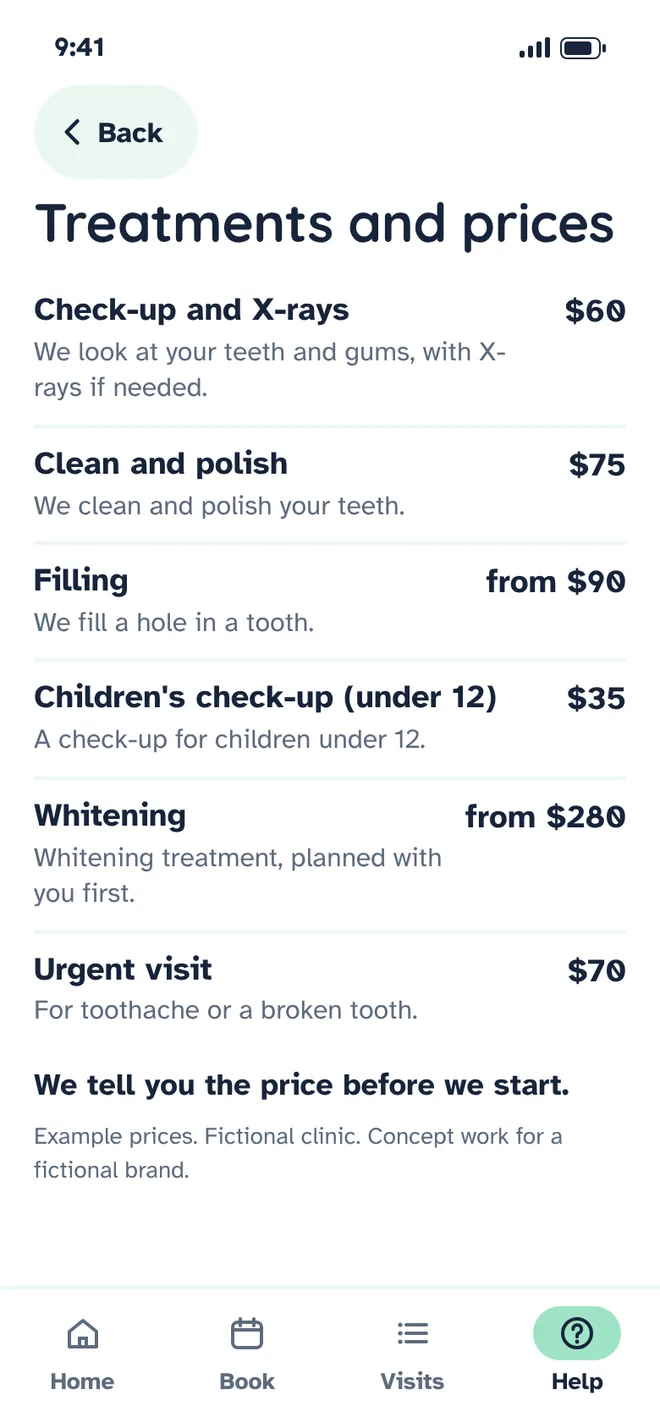 9:41
Back
Treatments and prices
Check-up and X-rays
$60
We look at your teeth and gums, with X-
rays if needed.
Clean and polish
$75
We clean and polish your teeth.
Filling
from $90
We fill a hole in a tooth.
Children's check-up (under 12)
$35
A check-up for children under 12.
Whitening
from $280
Whitening treatment, planned with
you first.
Urgent visit
$70
For toothache or a broken tooth.
We tell you the price before we start.
Example prices. Fictional clinic. Concept work for a
fictional brand.
Home
Book
Visits
Help